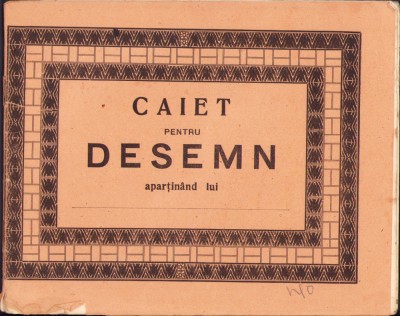 CAIET
PENTRU
DESEMN
aparținând lui